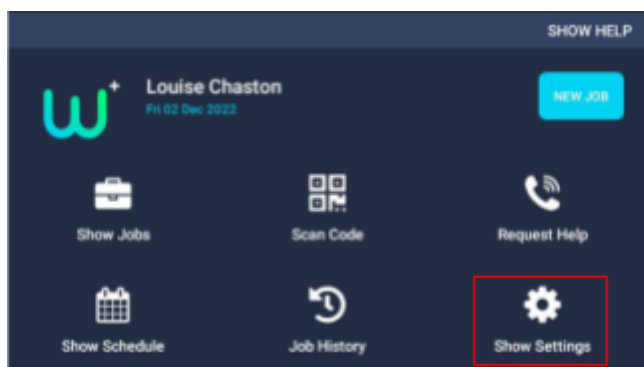 SHOW HELP
W+
Louise Chaston
Fri 02 Dec 2022
NEW JOB
Show Jobs
Scan Code
Request Help
Show Schedule
Job History
Show Settings